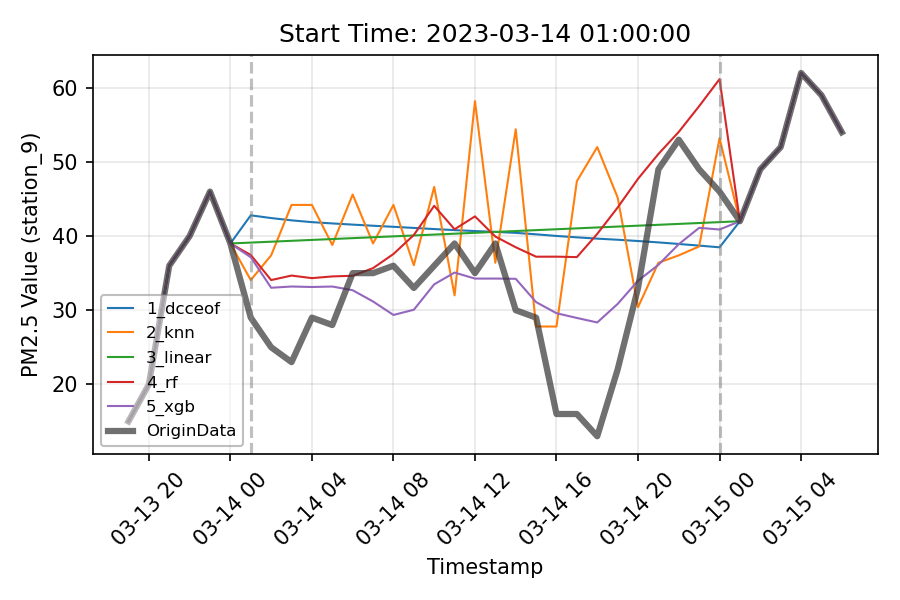 Start Time: 2023-03-14 01:00:00
PM2.5 Value (station_9)
60
50
40
30
20
1_dcceof
2_knn
3_linear
4_rf
5_xgb
OriginData
03-13 20
03-14 00
03-14 04
03-14 08
03-14 12
03-14 16
03-14 20
03-15 00
03-15 04
Timestamp